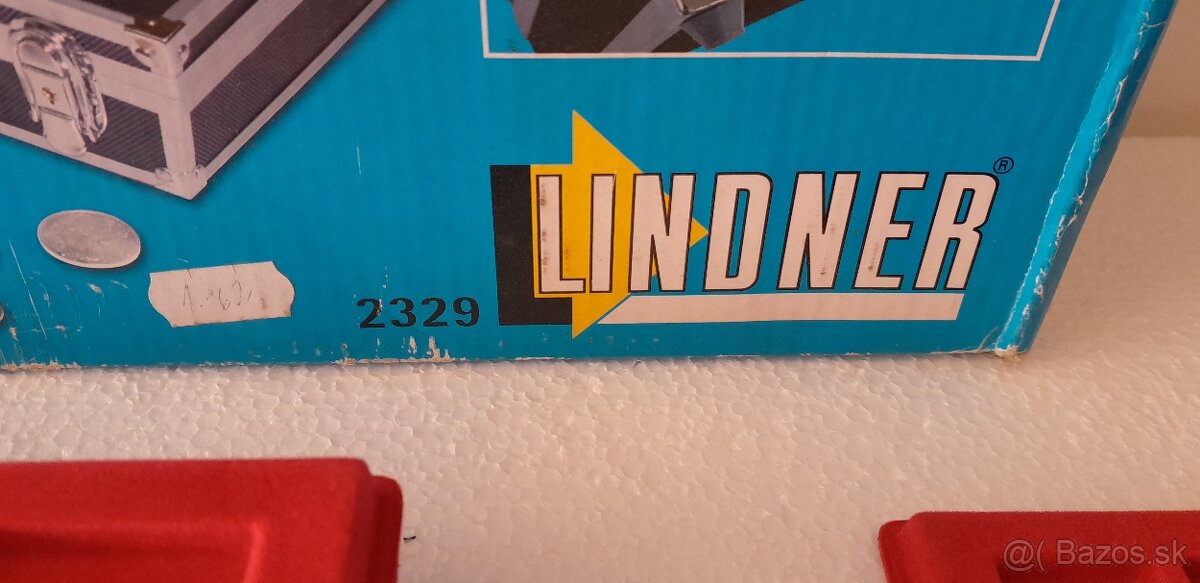 LINDNER®
2329
@( Bazos.sk